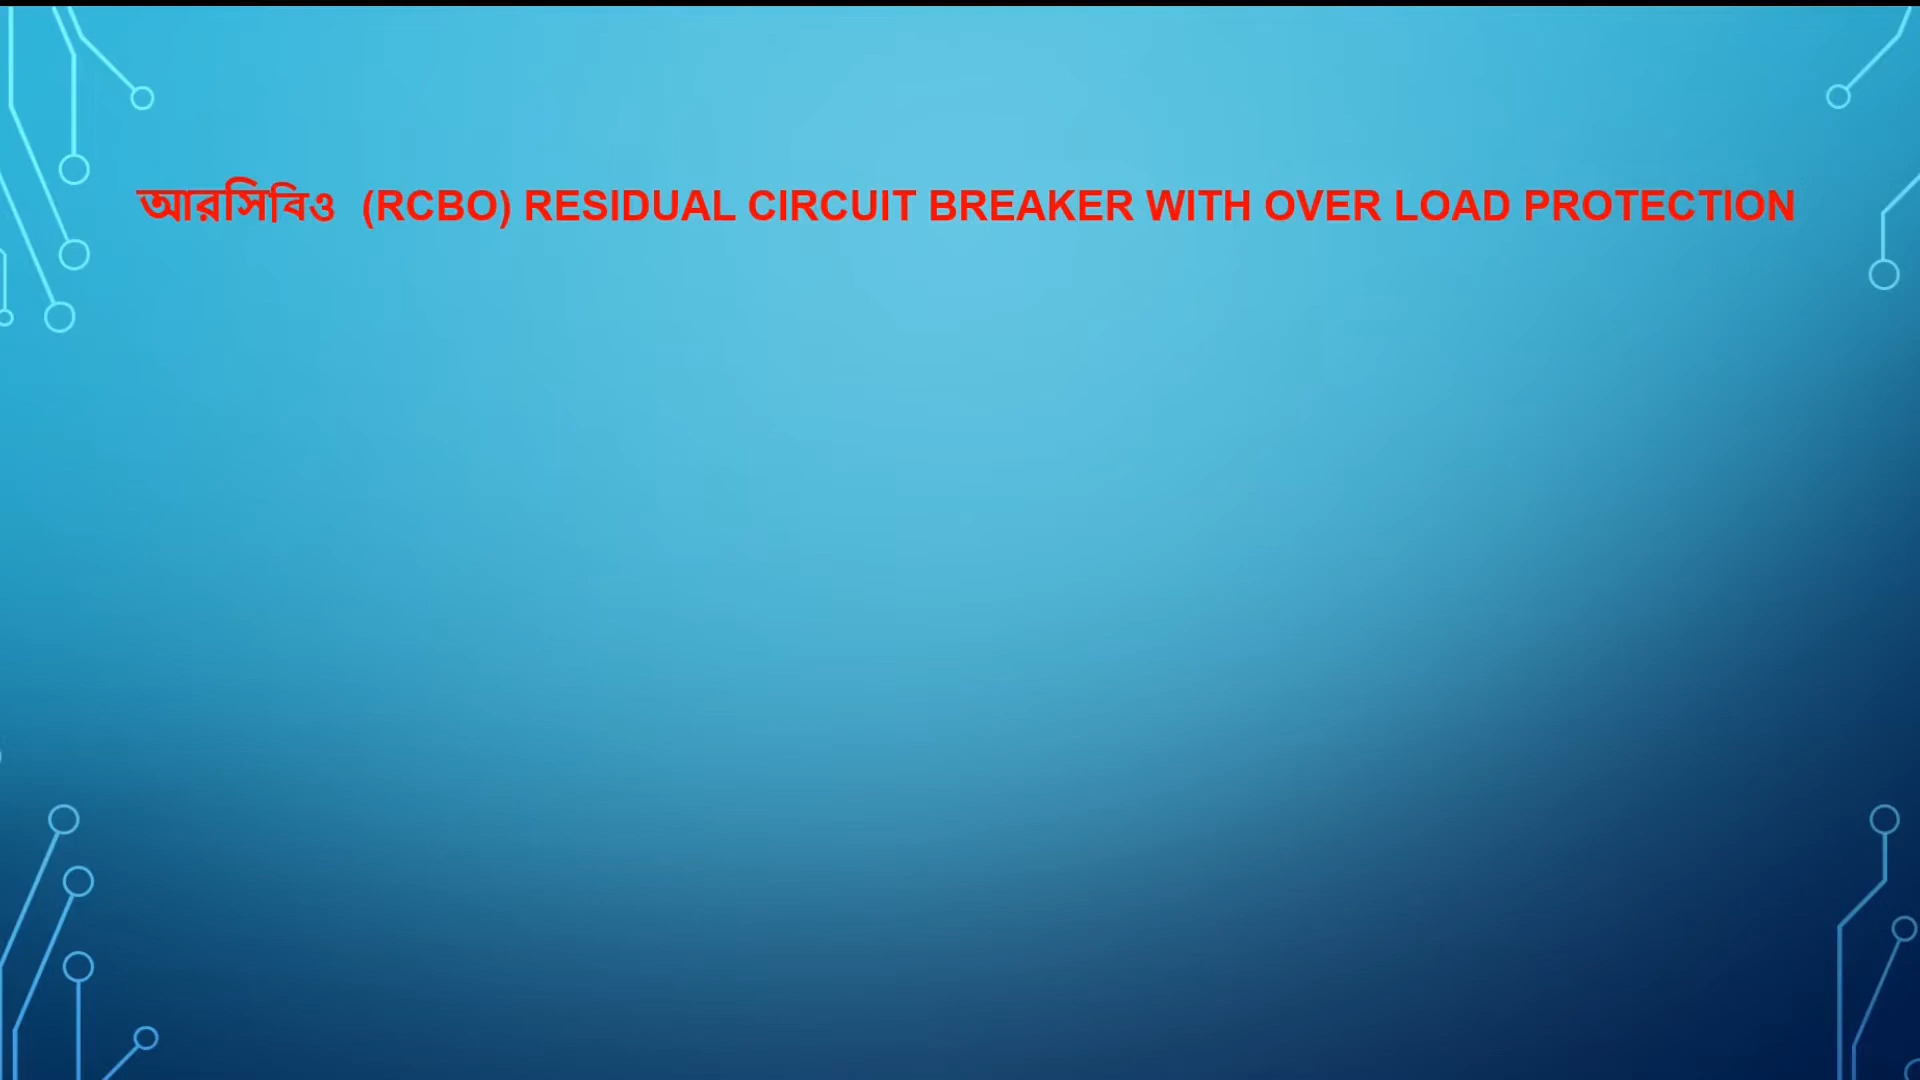 আরসিবিও (RCBO) RESIDUAL CIRCUIT BREAKER WITH OVER LOAD PROTECTION